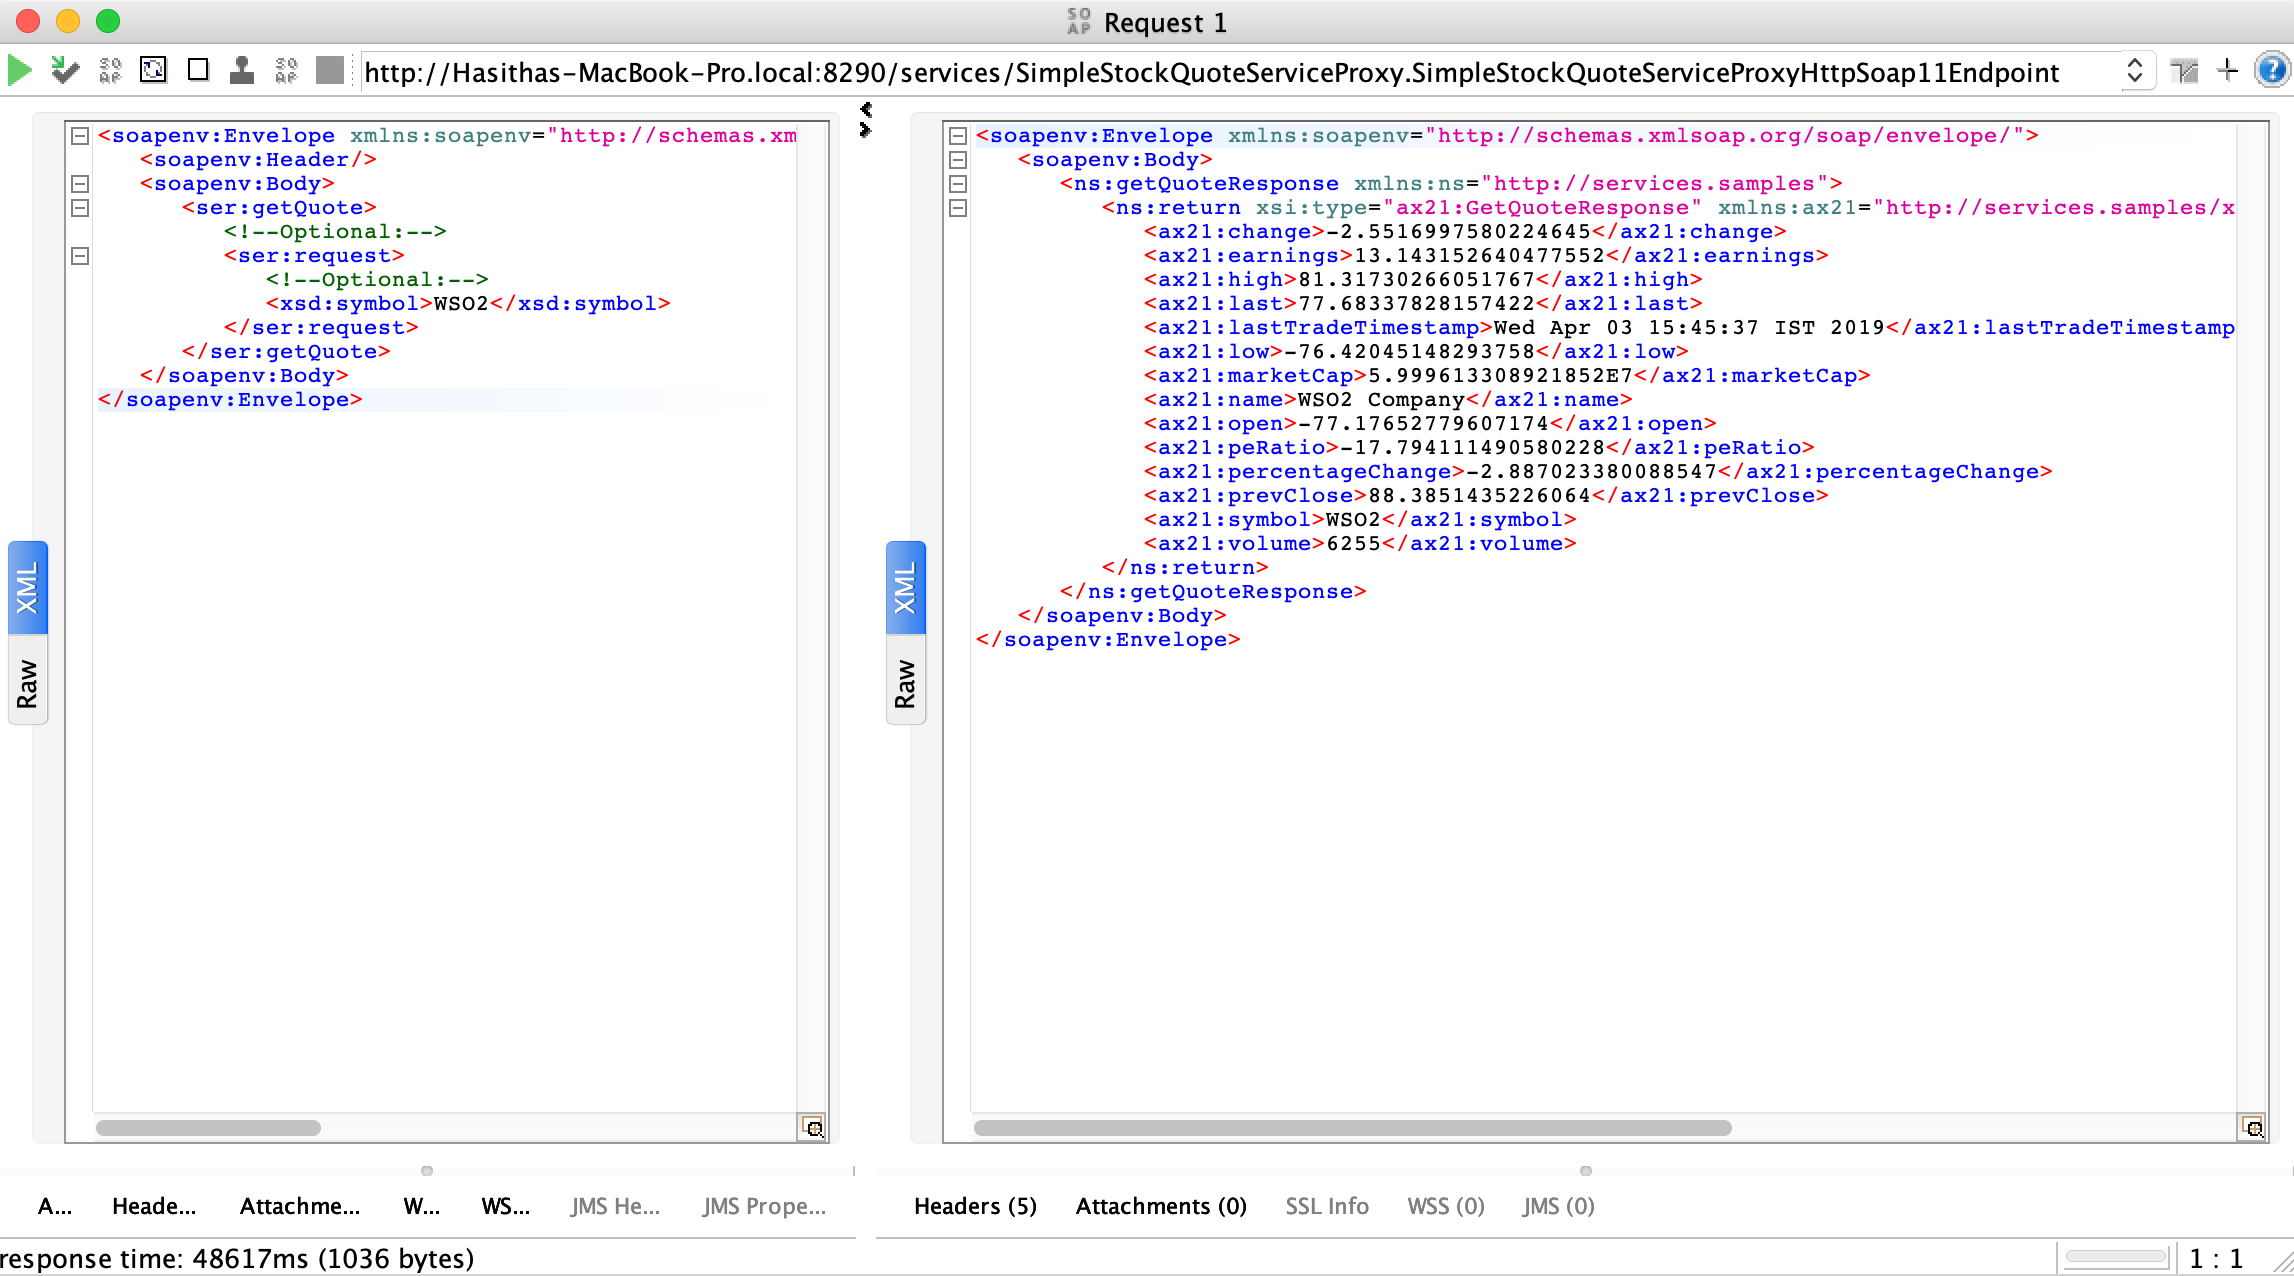 SO
AP Request 1
http://Hasithas-MacBook-Pro.local:8290/services/SimpleStockQuoteServiceProxy.SimpleStockQuoteServiceProxyHttpSoap11Endpoint
<soapenv:Envelope xmlns:soapenv="http://schemas.xm
<soapenv:Header/>
<soapenv:Body>
<ser:getQuote>
<!--Optional:-->
<ser:request>
<!--Optional:-->
<xsd:symbol>WSO2</xsd:symbol>
</ser:request>
</ser:getQuote>
</soapenv:Body>
</soapenv:Envelope>
XML
Raw
<soapenv:Envelope xmlns:soapenv="http://schemas.xmlsoap.org/soap/envelope/">
<soapenv:Body>
<ns:getQuoteResponse xmlns:ns="http://services.samples">
<ns:return xsi:type="ax21:GetQuoteResponse" xmlns:ax21="http://services.samples/x
<ax21:change>-2.5516997580224645</ax21:change>
<ax21:earnings>13.143152640477552</ax21:earnings>
<ax21:high>81.31730266051767</ax21:high>
<ax21:last>77.68337828157422</ax21:last>
<ax21:lastTradeTimestamp>Wed Apr 03 15:45:37 IST 2019</ax21:lastTradeTimestamp
<ax21:low>-76.42045148293758</ax21:low>
<ax21:marketCap>5.999613308921852E7</ax21:marketCap>
<ax21:name>WSO2 Company</ax21:name>
<ax21:open>-77.17652779607174</ax21:open>
<ax21:peRatio>-17.794111490580228</ax21:peRatio>
<ax21:percentageChange>-2.887023380088547</ax21:percentageChange>
<ax21:prevClose>88.3851435226064</ax21:prevClose>
<ax21:symbol>WSO2</ax21:symbol>
<ax21:volume>6255</ax21:volume>
</ns:return>
</ns:getQuoteResponse>
</soapenv:Body>
</soapenv:Envelope>
XML
Raw
A... Heade... Attachme... W... WS... JMS He... JMS Prope...
Headers (5) Attachments (0) SSL Info WSS (0) JMS (0)
response time: 48617ms (1036 bytes)
1 : 1